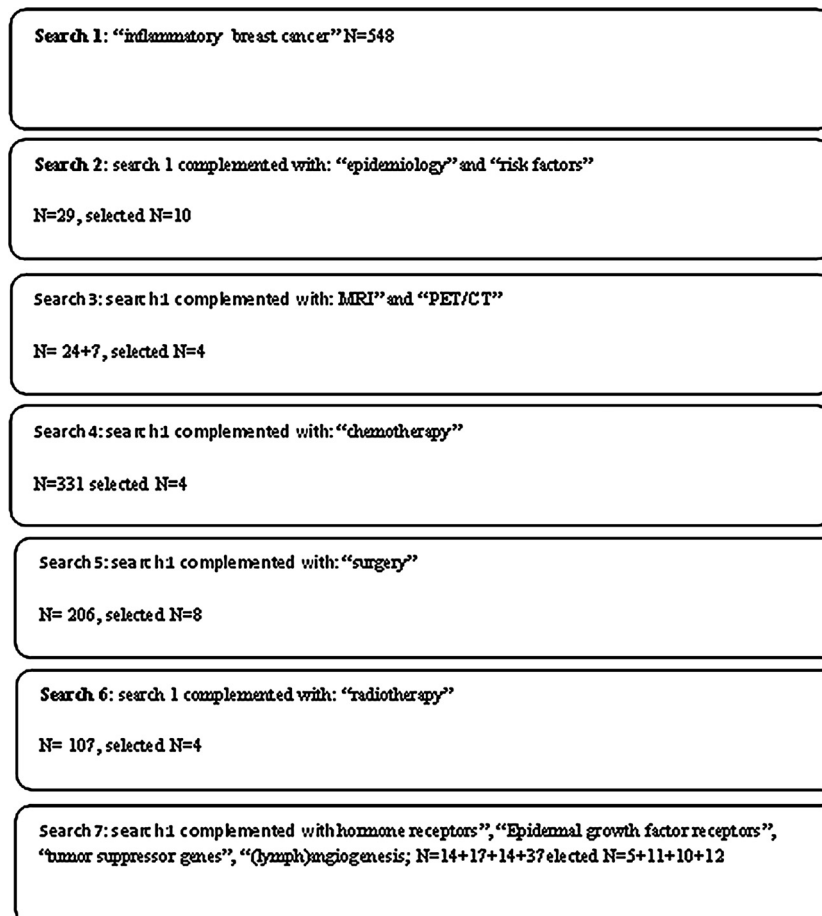 Search 1: “inflammatory breast cancer” N=548
Search 2: search 1 complemented with: “epidemiology” and “risk factors”
N=29, selected N=10
Search 3: search1 complemented with: MRI” and “PET/CT”
N= 24+7, selected N=4
Search 4: search1 complemented with: “chemotherapy”
N=331 selected N=4
Search 5: search1 complemented with: “surgery”
N= 206, selected N=8
Search 6: search 1 complemented with: “radiotherapy”
N= 107, selected N=4
Search 7: search1 complemented with hormone receptors”, “Epidermal growth factor receptors”,
“tumor suppressor genes”, “(lymph)angiogenesis; N=14+17+14+37 elected N=5+11+10+12